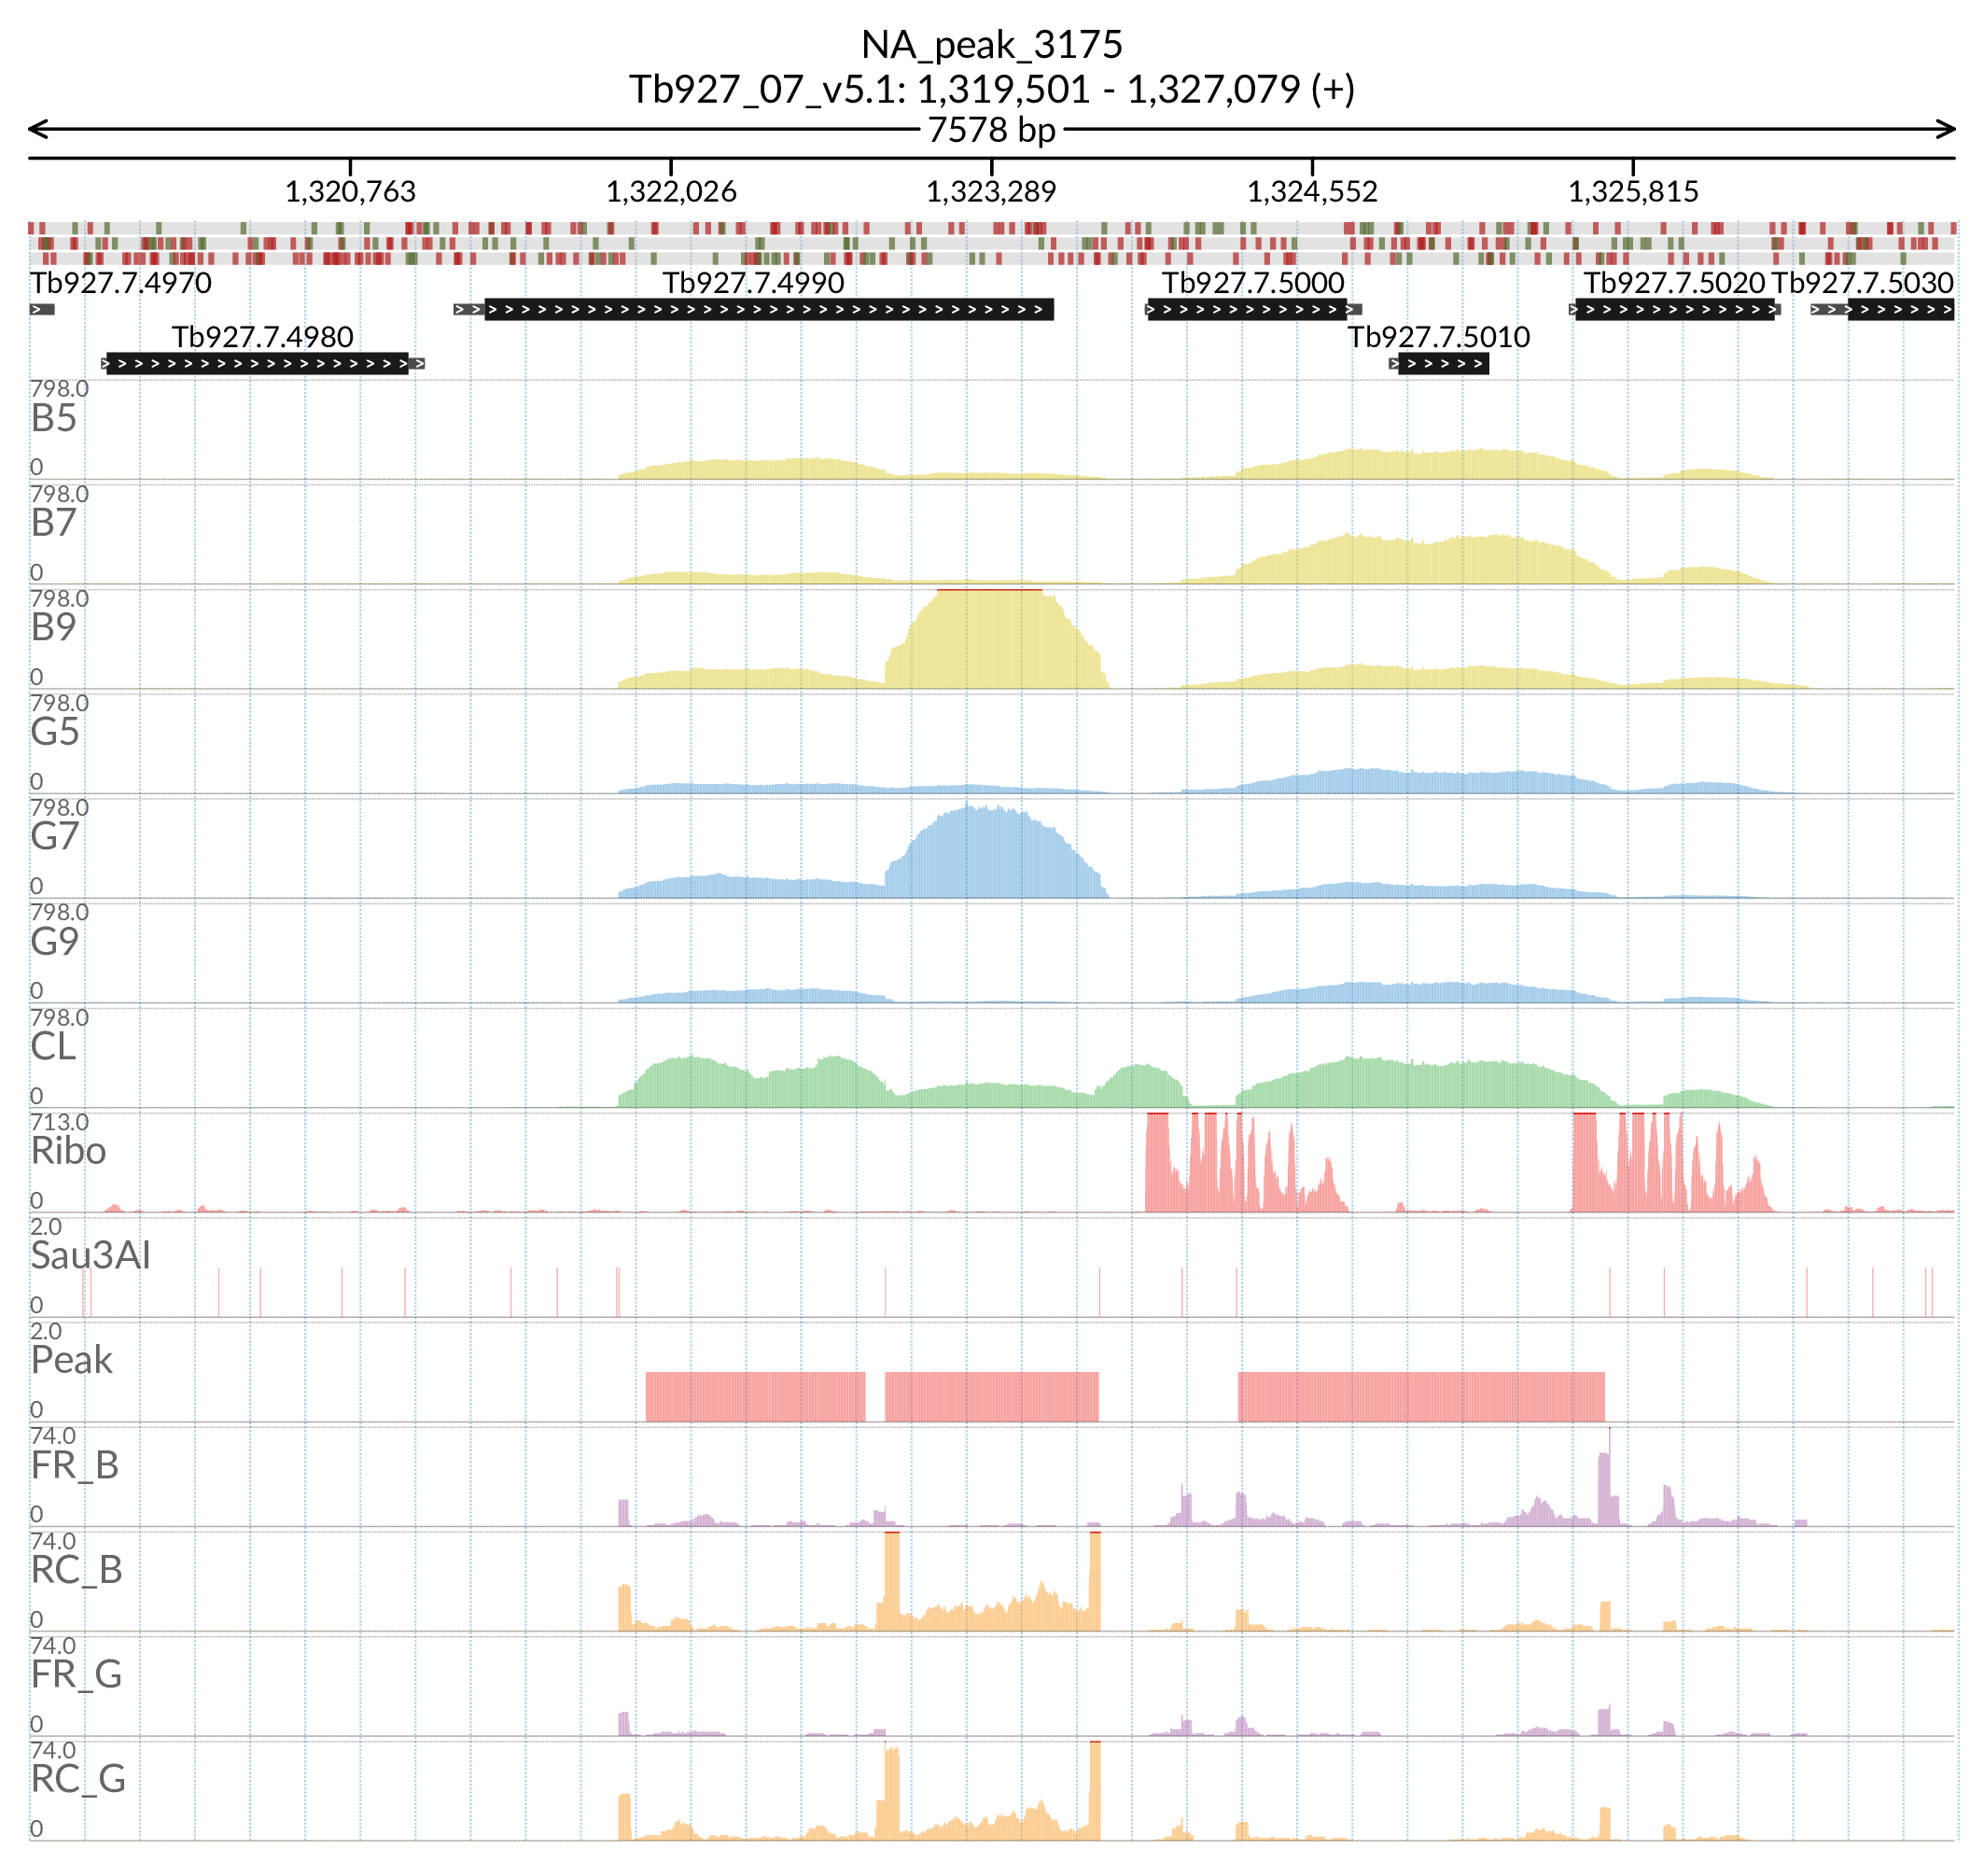 NA_peak_3175
Tb927_07_v5.1: 1,319,501 - 1,327,079 (+)
7578 bp
1,320,763 1,322,026 1,323,289 1,324,552 1,325,815
Tb927.7.4970 Tb927.7.4990 Tb927.7.5000 Tb927.7.5020 Tb927.7.5030
Tb927.7.4980 Tb927.7.5010
798.0
B5
0
798.0
B7
0
798.0
B9
0
798.0
G5
0
798.0
G7
0
798.0
G9
0
798.0
CL
0
713.0
Ribo
0
2.0
Sau3AI
0
2.0
Peak
0
74.0
FR_B
0
74.0
RC_B
0
74.0
FR_G
0
74.0
RC_G
0